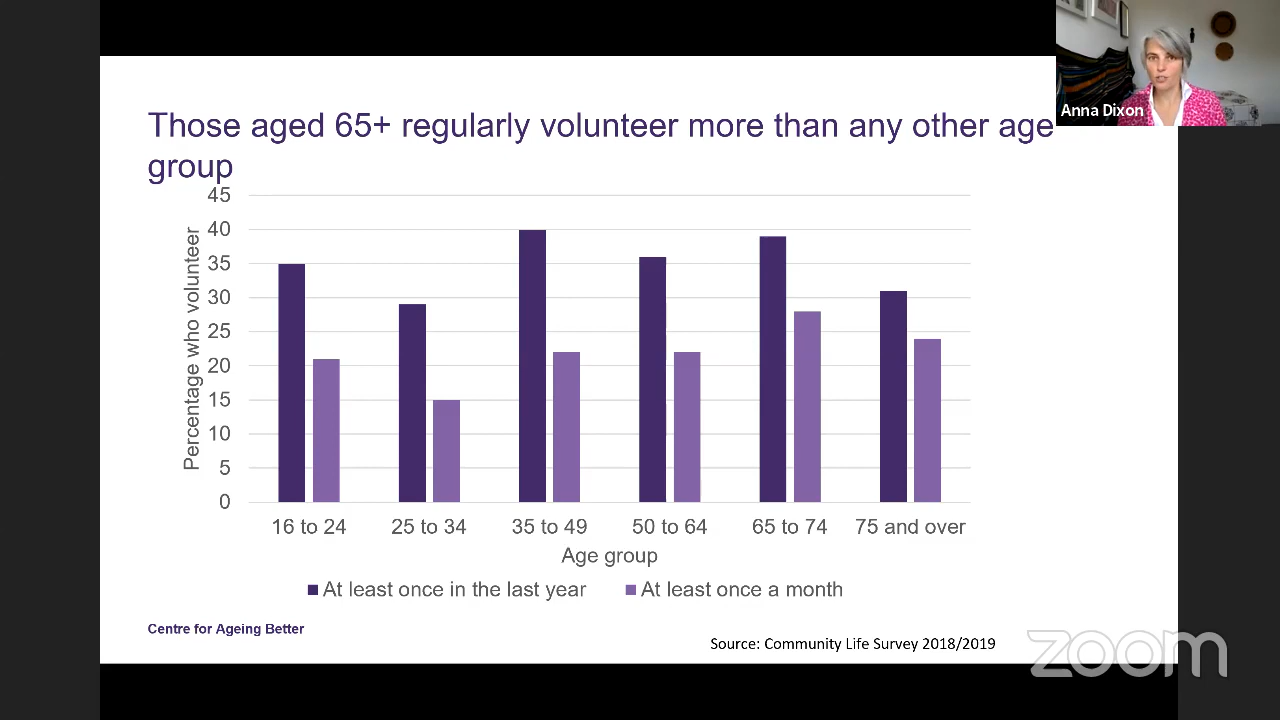 Those aged 65+ regularly volunteer more than any other age
group
Anna Dixon
Percentage who volunteer
45
40
35
30
25
20
15
10
5
0
16 to 24
25 to 34
35 to 49
50 to 64
65 to 74
75 and over
Age group
At least once in the last year
At least once a month
Centre for Ageing Better
Source: Community Life Survey 2018/2019
zoom